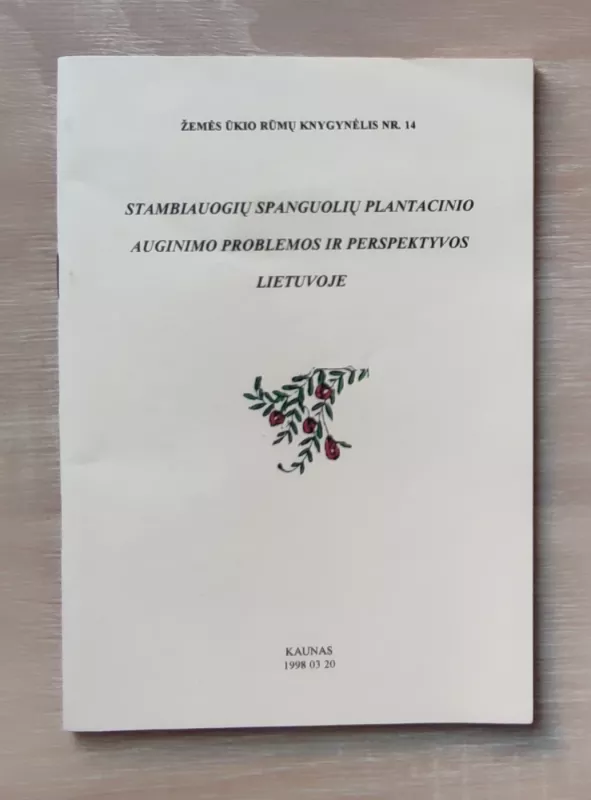 ŽEMĖS ŪKIO RŪMŲ KNYGYNĖLIS NR. 14
STAMBIAUOGIŲ SPANGUOLIŲ PLANTACINIO
AUGINIMO PROBLEMOS IR PERSPEKTYVOS
LIETUVOJE
KAUNAS
1998 03 20